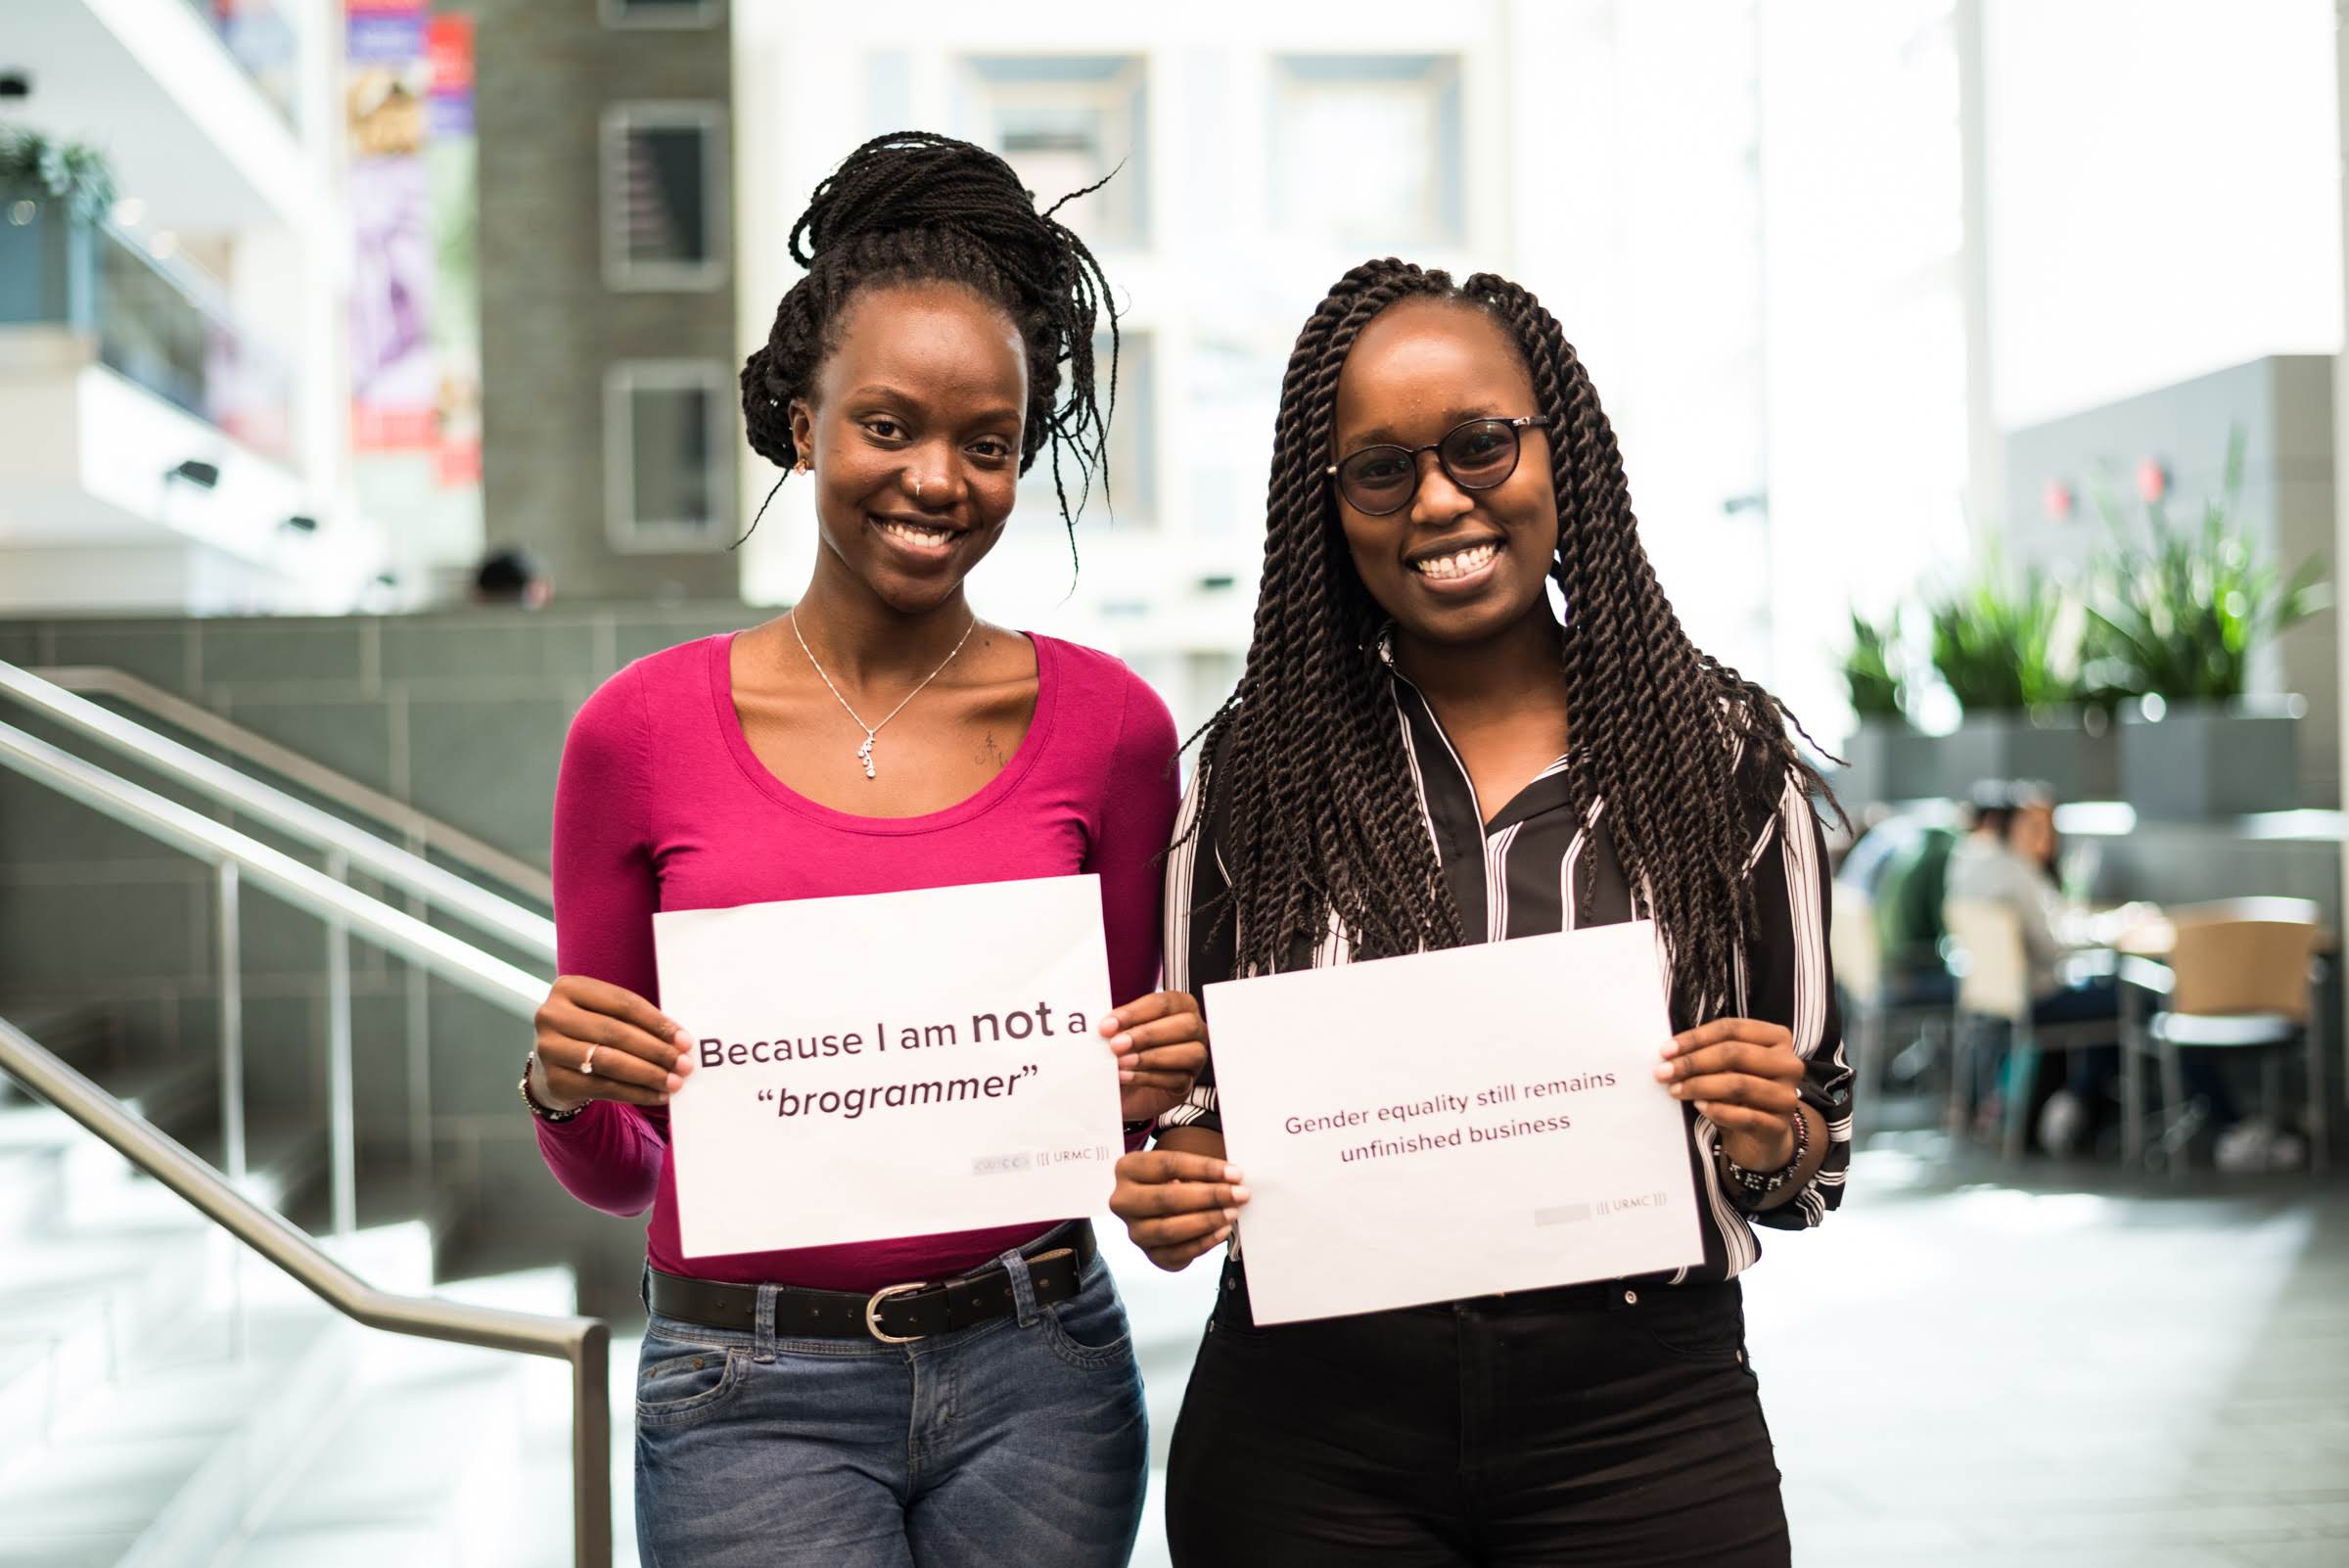 Because I am not a
“brogrammer”
((( URMC )))
Gender equality still remains
unfinished business
((( URMC )))